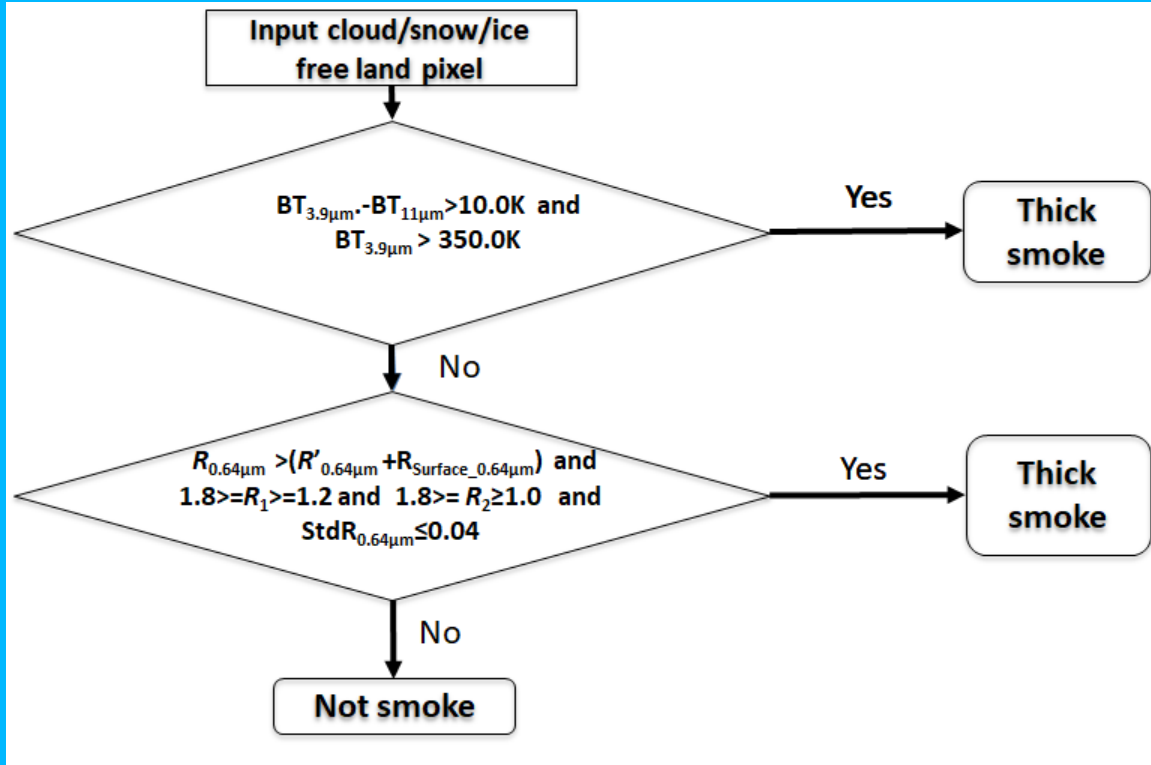 Input cloud/snow/ice
free land pixel
BT3.9μm.-BT11μm>10.0K and
BT3.9μm > 350.0K
Yes
Thick
smoke
No
R0.64μm >(R'0.64μm +RSurface_0.64μm) and
1.8>=R1>=1.2 and 1.8>= R2≥1.0 and
StdR0.64μm≤0.04
Yes
Thick
smoke
No
Not smoke